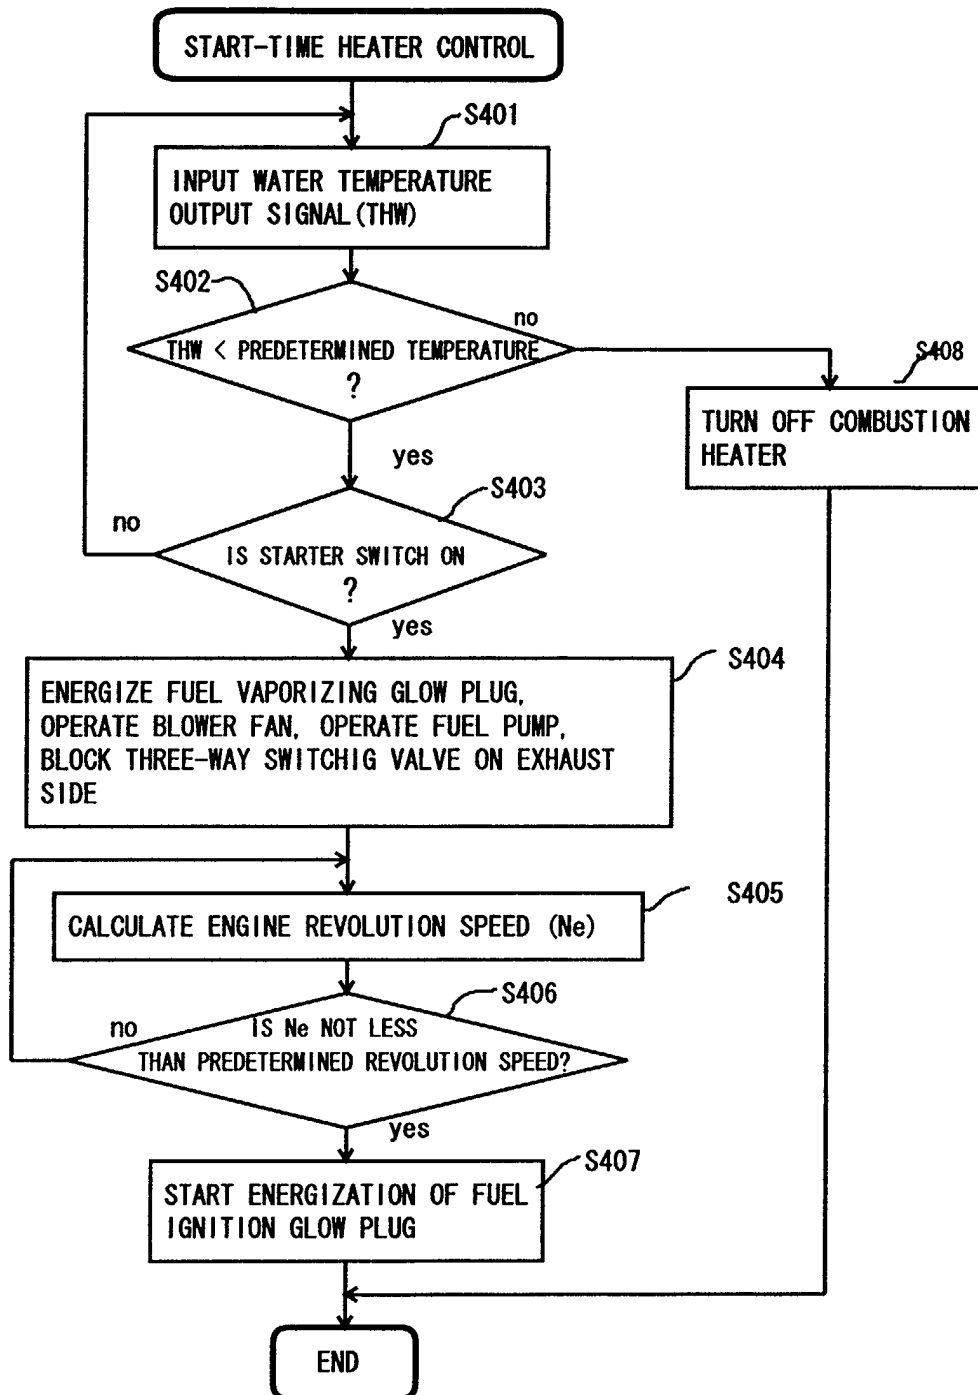 START-TIME HEATER CONTROL
S401
INPUT WATER TEMPERATURE
OUTPUT SIGNAL(THW)
S402
no
THW < PREDETERMINED TEMPERATURE
?
S408
TURN OFF COMBUSTION
HEATER
yes
S403
no
IS STARTER SWITCH ON
?
yes
S404
ENERGIZE FUEL VAPORIZING GLOW PLUG,
OPERATE BLOWER FAN, OPERATE FUEL PUMP,
BLOCK THREE-WAY SWITCHIG VALVE ON EXHAUST
SIDE
S405
CALCULATE ENGINE REVOLUTION SPEED (Ne)
S406
no
IS Ne NOT LESS
THAN PREDETERMINED REVOLUTION SPEED?
yes
S407
START ENERGIZATION OF FUEL
IGNITION GLOW PLUG
END